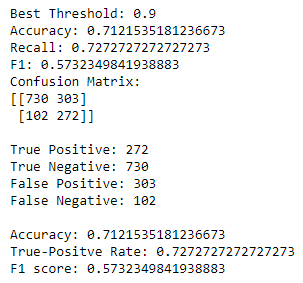 Best Threshold: 0.9
Accuracy: 0.7121535181236673
Recall: 0.7272727272727273
F1: 0.5732349841938883
Confusion Matrix:
[[730 303]
 [102 272]]

True Positive: 272
True Negative: 730
False Positive: 303
False Negative: 102

Accuracy: 0.7121535181236673
True-Positve Rate: 0.7272727272727273
F1 score: 0.5732349841938883